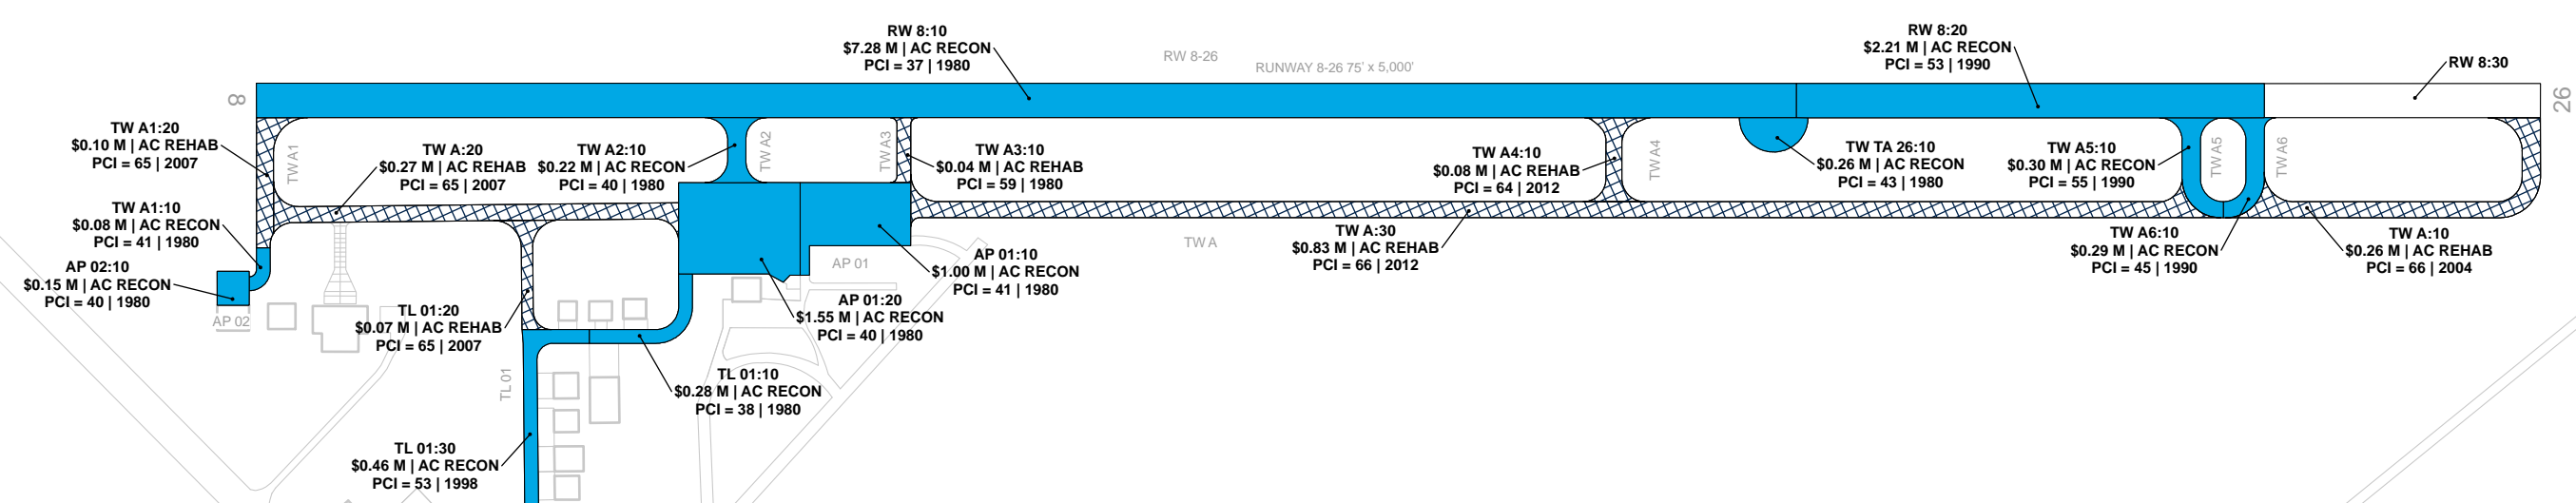 RW 8:10
$7.28 M | AC RECON
PCI = 37 | 1980
RW 8-26
RUNWAY 8-26 75' x 5,000'
RW 8:20
$2.21 M | AC RECON
PCI = 53 | 1990
RW 8:30
8
26
TW A1:20
$0.10 M | AC REHAB
PCI = 65 | 2007
TW A1
TW A:20
$0.27 M | AC REHAB
PCI = 65 | 2007
TW A2:10
$0.22 M | AC RECON
PCI = 40 | 1980
TW A2
TW A3
TW A3:10
$0.04 M | AC REHAB
PCI = 59 | 1980
TW A4:10
$0.08 M | AC REHAB
PCI = 64 | 2012
TW A4
TW TA 26:10
$0.26 M | AC RECON
PCI = 43 | 1980
TW A5:10
$0.30 M | AC RECON
PCI = 55 | 1990
TW A5
TW A6
TW A1:10
$0.08 M | AC RECON
PCI = 41 | 1980
AP 02:10
$0.15 M | AC RECON
PCI = 40 | 1980
AP 02
TL 01:20
$0.07 M | AC REHAB
PCI = 65 | 2007
AP 01
AP 01:10
$1.00 M | AC RECON
PCI = 41 | 1980
AP 01:20
$1.55 M | AC RECON
PCI = 40 | 1980
TW A
TW A:30
$0.83 M | AC REHAB
PCI = 66 | 2012
TW A6:10
$0.29 M | AC RECON
PCI = 45 | 1990
TW A:10
$0.26 M | AC REHAB
PCI = 66 | 2004
TL 01
TL 01:10
$0.28 M | AC RECON
PCI = 38 | 1980
TL 01:30
$0.46 M | AC RECON
PCI = 53 | 1998